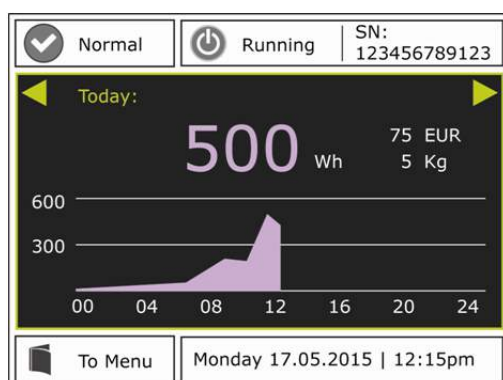 Normal
Running
SN:
123456789123
Today:
500 Wh
75 EUR
5 Kg
600
300
00 04 08 12 16 20 24
To Menu
Monday 17.05.2015 | 12:15pm